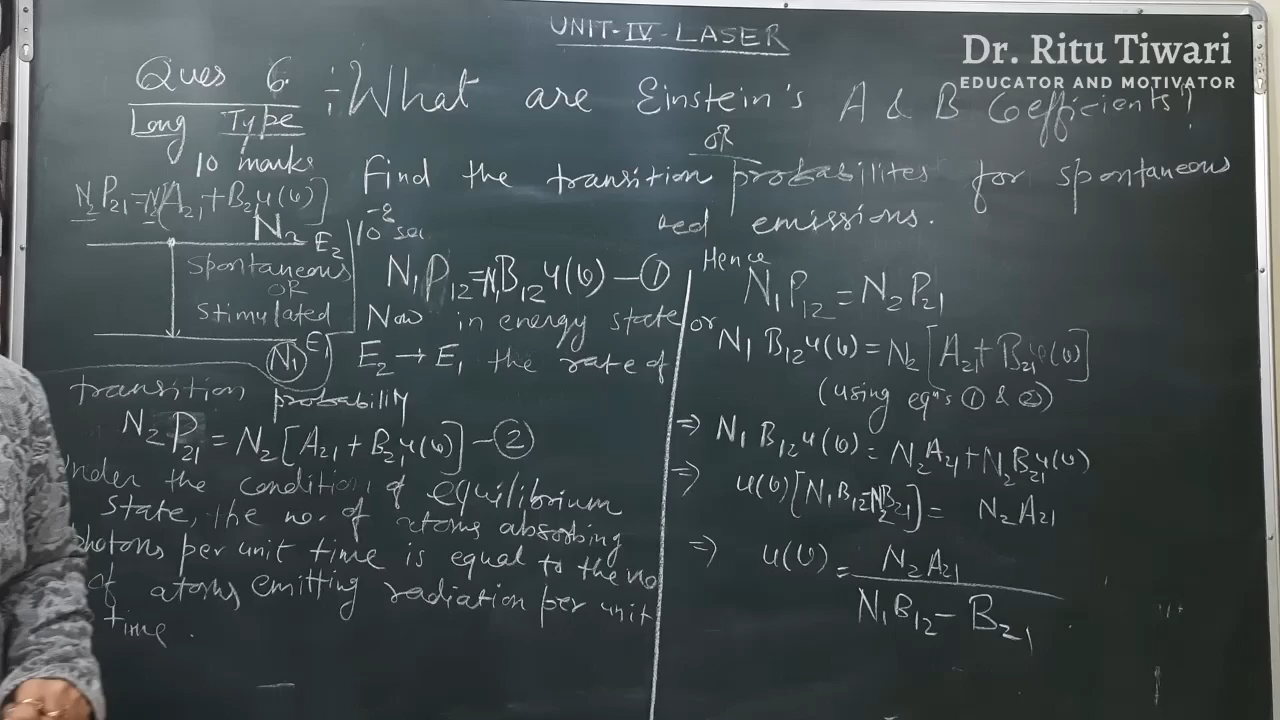 UNIT-IV-LASER
Dr. Ritu Tiwari
EDUCATOR AND MOTIVATOR
Ques 6 :- What are Einstein's A & B Coefficients?
Long Type
OR
10 marks
Find the transition probabilites for spontaneous
ted emissions.
N₂P₂₁=N₂[A₂₁+B₂₁u(υ)]
N₂ E₂
10⁻⁸ sec
Spontaneous
OR
Stimulated
N₁ E₁
N₁P₁₂=N₁B₁₂u(υ) —①
Now in energy state
E₂→E₁ the rate of
transition probability
N₂P₂₁=N₂[A₂₁+B₂₁u(υ)]—②
nder the condition of equilibrium
state, the no. of atoms absorbing
photons per unit time is equal to the no
of atoms emitting radiation per unit
time.
Hence
N₁P₁₂=N₂P₂₁
or N₁B₁₂u(υ)=N₂[A₂₁+B₂₁u(υ)]
(using eqⁿs ① & ②)
⇒ N₁B₁₂u(υ)=N₂A₂₁+N₂B₂₁u(υ)
⇒ u(υ)[N₁B₁₂-N₂B₂₁]= N₂A₂₁
⇒ u(υ)= N₂A₂₁
N₁B₁₂-B₂₁